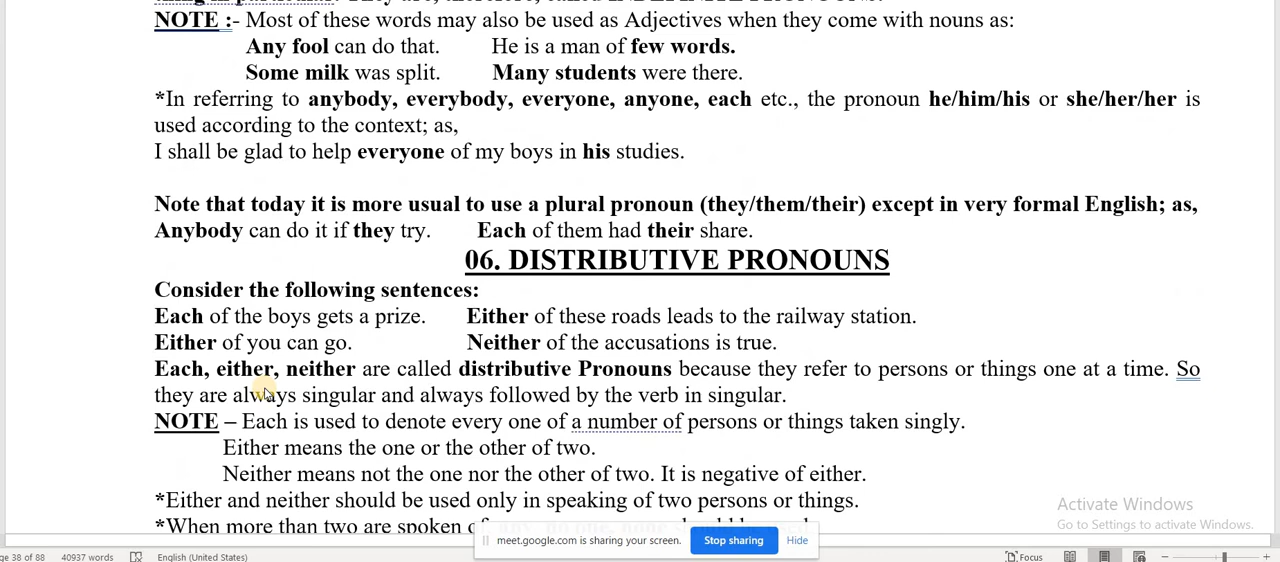 NOTE :- Most of these words may also be used as Adjectives when they come with nouns as:
Any fool can do that. He is a man of few words.
Some milk was split. Many students were there.
*In referring to anybody, everybody, everyone, anyone, each etc., the pronoun he/him/his or she/her/her is
used according to the context; as,
I shall be glad to help everyone of my boys in his studies.
Note that today it is more usual to use a plural pronoun (they/them/their) except in very formal English; as,
Anybody can do it if they try. Each of them had their share.
06. DISTRIBUTIVE PRONOUNS
Consider the following sentences:
Each of the boys gets a prize. Either of these roads leads to the railway station.
Either of you can go. Neither of the accusations is true.
Each, either, neither are called distributive Pronouns because they refer to persons or things one at a time. So
they are always singular and always followed by the verb in singular.
NOTE – Each is used to denote every one of a number of persons or things taken singly.
Either means the one or the other of two.
Neither means not the one nor the other of two. It is negative of either.
*Either and neither should be used only in speaking of two persons or things.
*When more than two are spoken
Activate Windows
Go to Settings to activate Windows.
meet.google.com is sharing your screen. Stop sharing Hide
ge 38 of 88 40937 words English (United States) Focus